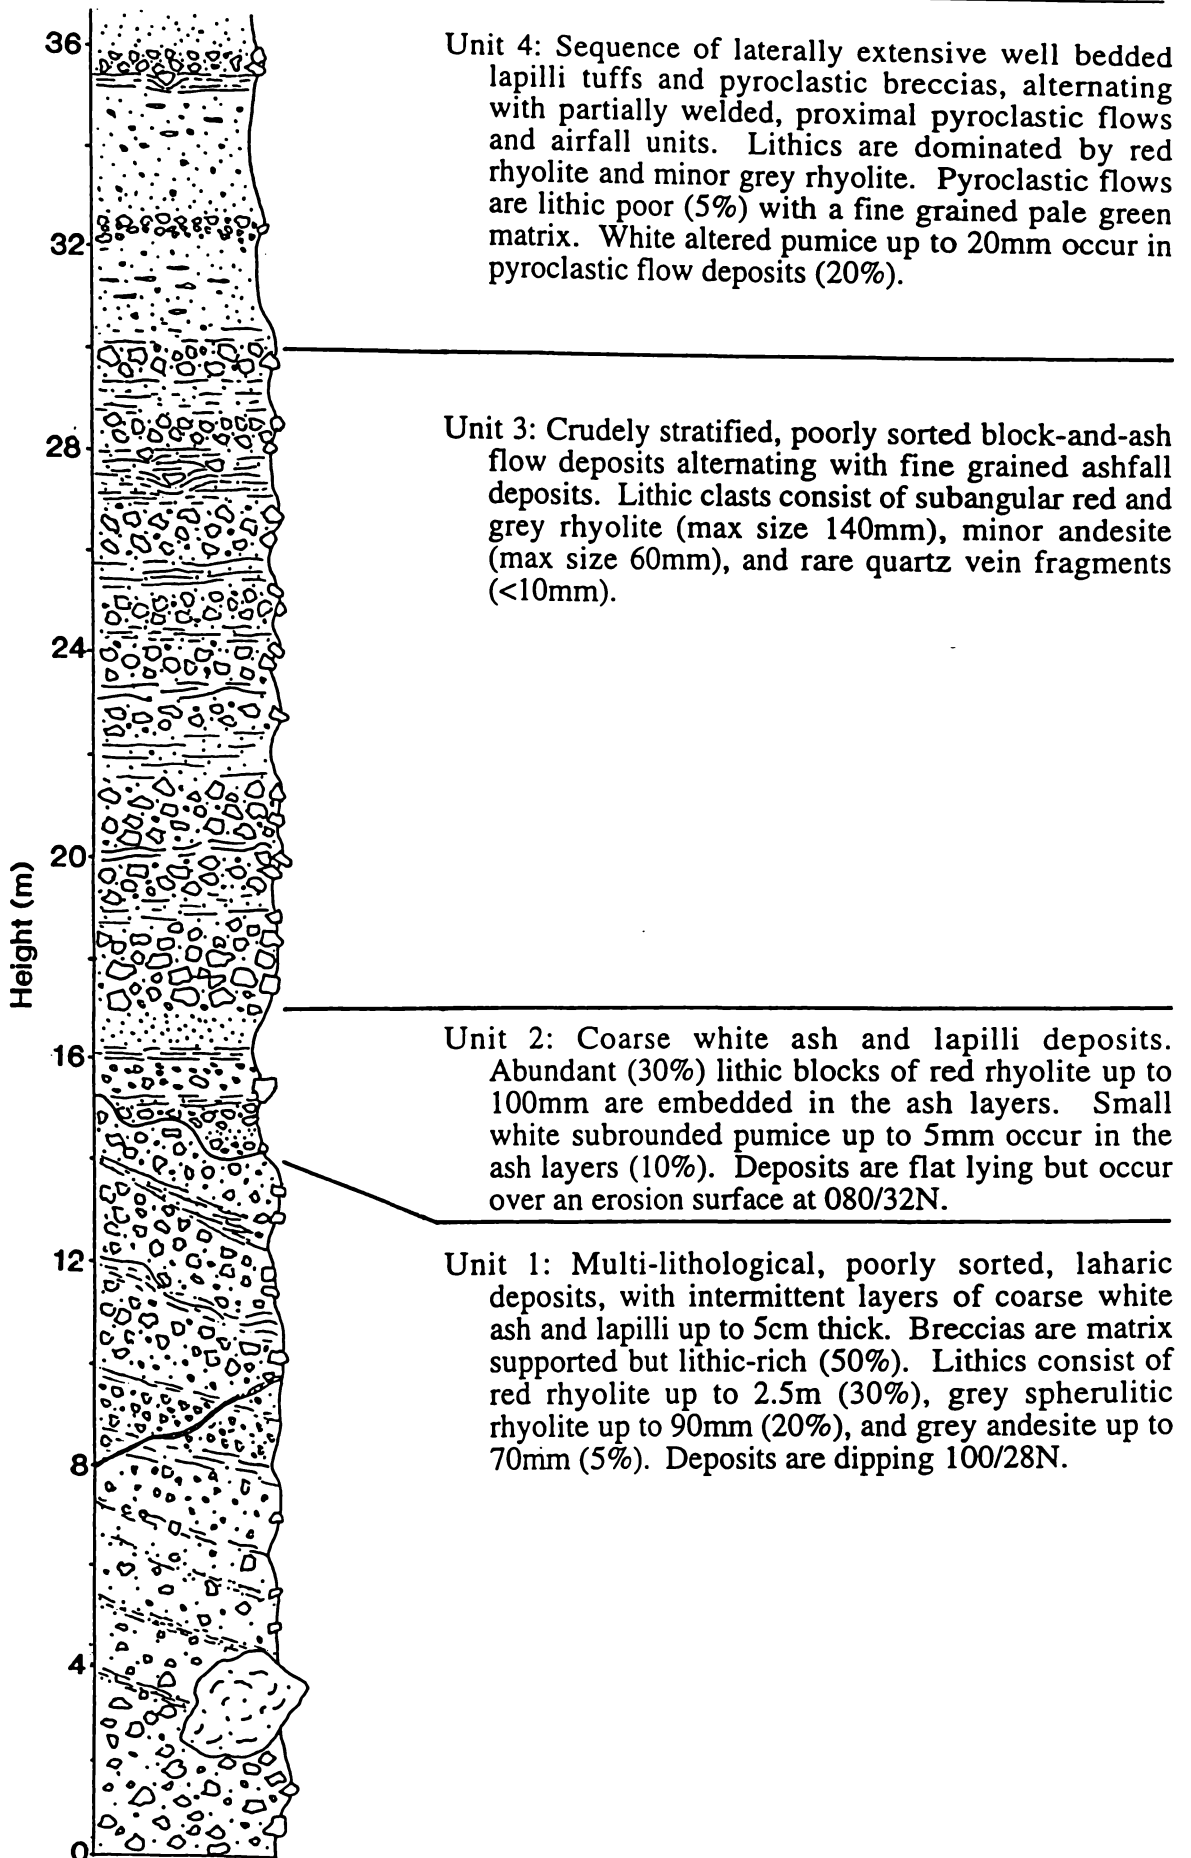 36
32
28
24
20
16
12
8
4
0
Height (m)
Unit 4: Sequence of laterally extensive well bedded
lapilli tuffs and pyroclastic breccias, alternating
with partially welded, proximal pyroclastic flows
and airfall units. Lithics are dominated by red
rhyolite and minor grey rhyolite. Pyroclastic flows
are lithic poor (5%) with a fine grained pale green
matrix. White altered pumice up to 20mm occur in
pyroclastic flow deposits (20%).
Unit 3: Crudely stratified, poorly sorted block-and-ash
flow deposits alternating with fine grained ashfall
deposits. Lithic clasts consist of subangular red and
grey rhyolite (max size 140mm), minor andesite
(max size 60mm), and rare quartz vein fragments
(<10mm).
Unit 2: Coarse white ash and lapilli deposits.
Abundant (30%) lithic blocks of red rhyolite up to
100mm are embedded in the ash layers. Small
white subrounded pumice up to 5mm occur in the
ash layers (10%). Deposits are flat lying but occur
over an erosion surface at 080/32N.
Unit 1: Multi-lithological, poorly sorted, laharic
deposits, with intermittent layers of coarse white
ash and lapilli up to 5cm thick. Breccias are matrix
supported but lithic-rich (50%). Lithics consist of
red rhyolite up to 2.5m (30%), grey spherulitic
rhyolite up to 90mm (20%), and grey andesite up to
70mm (5%). Deposits are dipping 100/28N.